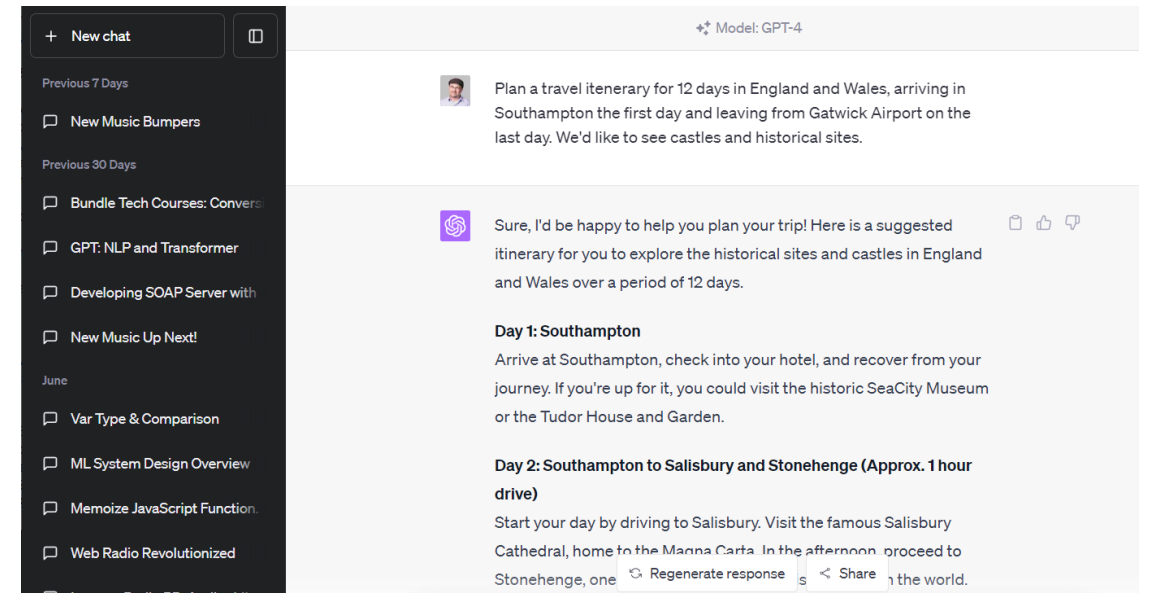 New chat
Previous 7 Days
New Music Bumpers
Previous 30 Days
Bundle Tech Courses: Convers
GPT: NLP and Transformer
Developing SOAP Server with
New Music Up Next!
June
Var Type & Comparison
ML System Design Overview
Memoize JavaScript Function.
Web Radio Revolutionized
Model: GPT-4
Plan a travel itenerary for 12 days in England and Wales, arriving in
Southampton the first day and leaving from Gatwick Airport on the
last day. We'd like to see castles and historical sites.
Sure, I'd be happy to help you plan your trip! Here is a suggested
itinerary for you to explore the historical sites and castles in England
and Wales over a period of 12 days.
Day 1: Southampton
Arrive at Southampton, check into your hotel, and recover from your
journey. If you're up for it, you could visit the historic SeaCity Museum
or the Tudor House and Garden.
Day 2: Southampton to Salisbury and Stonehenge (Approx. 1 hour
drive)
Start your day by driving to Salisbury. Visit the famous Salisbury
Cathedral, home to the Magna Carta. In the afternoon, proceed to
Stonehenge, one s in the world.
Regenerate response
Share